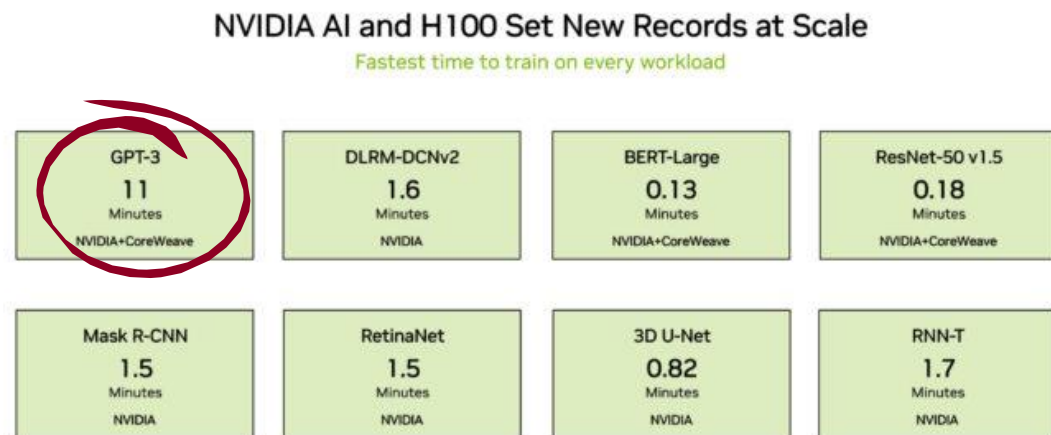 NVIDIA AI and H100 Set New Records at Scale
Fastest time to train on every workload
GPT-3
11
Minutes
NVIDIA+CoreWeave
DLRM-DCNv2
1.6
Minutes
NVIDIA
BERT-Large
0.13
Minutes
NVIDIA+CoreWeave
ResNet-50 v1.5
0.18
Minutes
NVIDIA+CoreWeave
Mask R-CNN
1.5
Minutes
NVIDIA
RetinaNet
1.5
Minutes
NVIDIA
3D U-Net
0.82
Minutes
NVIDIA
RNN-T
1.7
Minutes
NVIDIA